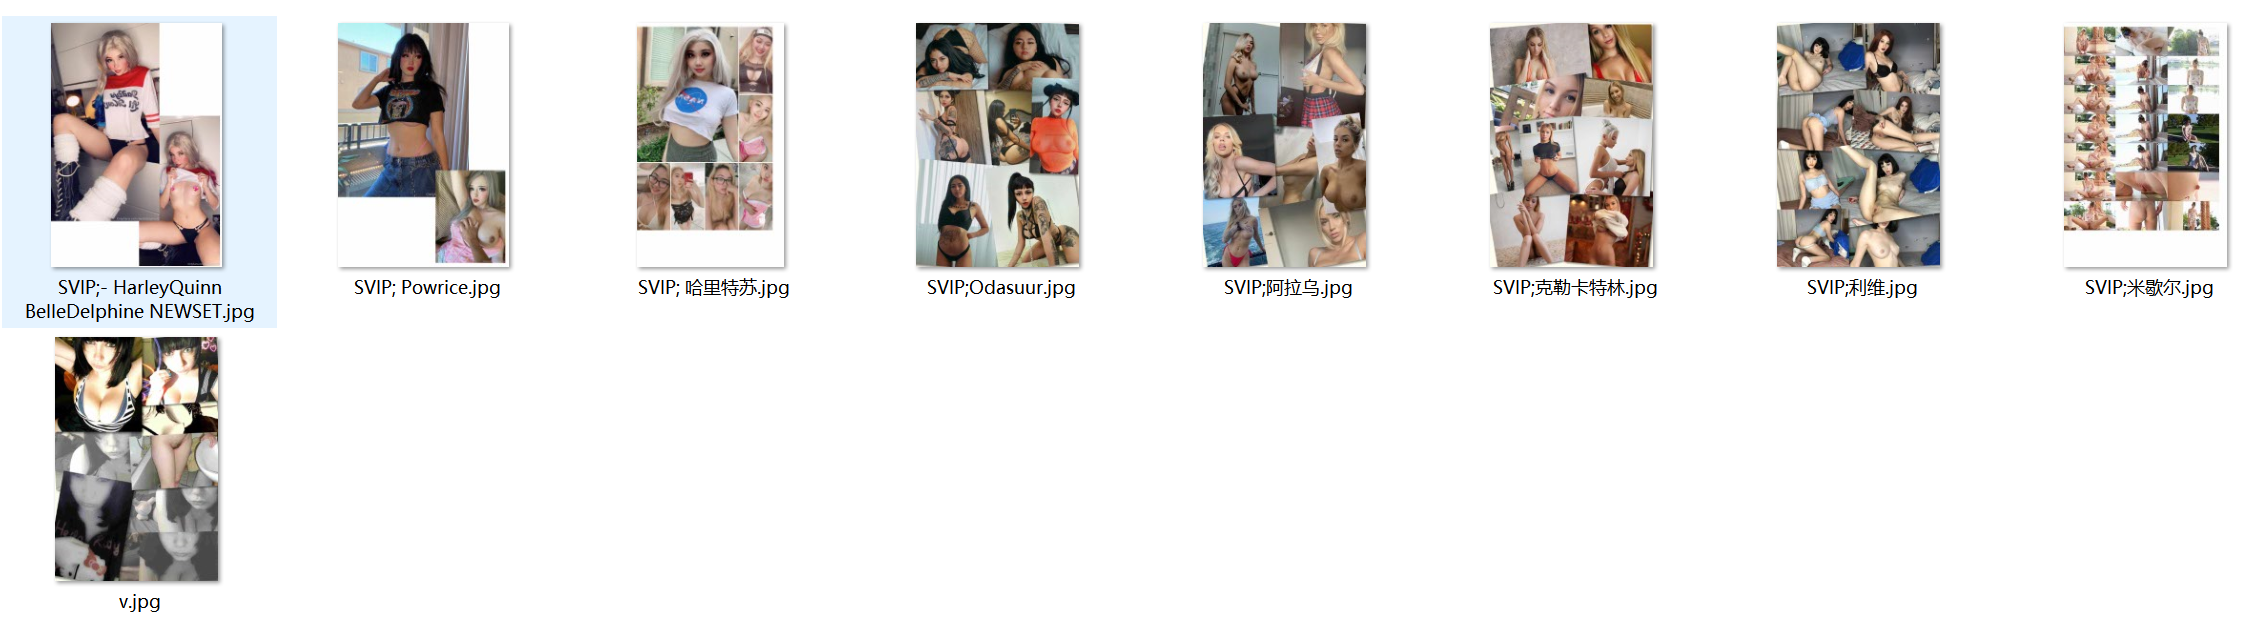 SVIP;- HarleyQuinn
BelleDelphine NEWSET.jpg
SVIP; Powrice.jpg
SVIP; 哈里特苏.jpg
SVIP;Odasuur.jpg
SVIP;阿拉乌.jpg
SVIP;克勒卡特林.jpg
SVIP;利维.jpg
SVIP;米歇尔.jpg
v.jpg